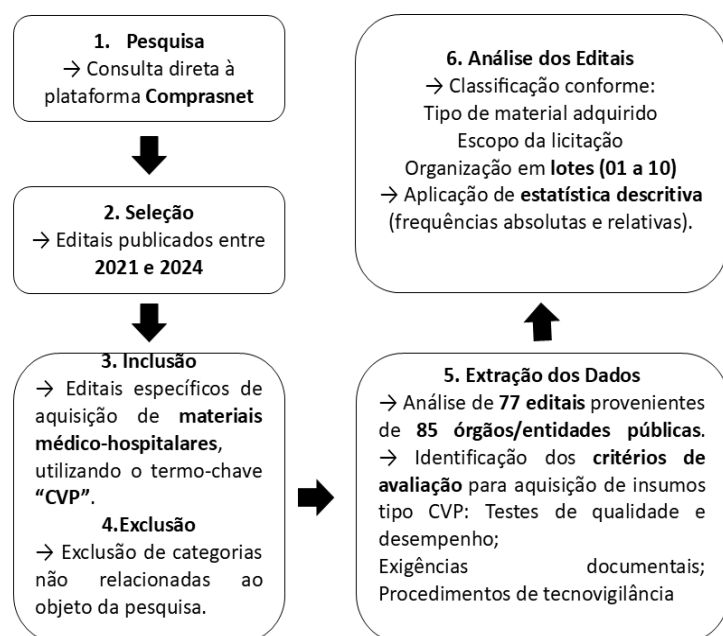 1. Pesquisa
→ Consulta direta à
plataforma Comprasnet
2. Seleção
→ Editais publicados entre
2021 e 2024
3. Inclusão
→ Editais específicos de
aquisição de materiais
médico-hospitalares,
utilizando o termo-chave
“CVP”.
4.Exclusão
→ Exclusão de categorias
não relacionadas ao
objeto da pesquisa.
5. Extração dos Dados
→ Análise de 77 editais provenientes
de 85 órgãos/entidades públicas.
→ Identificação dos critérios de
avaliação para aquisição de insumos
tipo CVP: Testes de qualidade e
desempenho;
Exigências documentais;
Procedimentos de tecnovigilância
6. Análise dos Editais
→ Classificação conforme:
Tipo de material adquirido
Escopo da licitação
Organização em lotes (01 a 10)
→ Aplicação de estatística descritiva
(frequências absolutas e relativas).